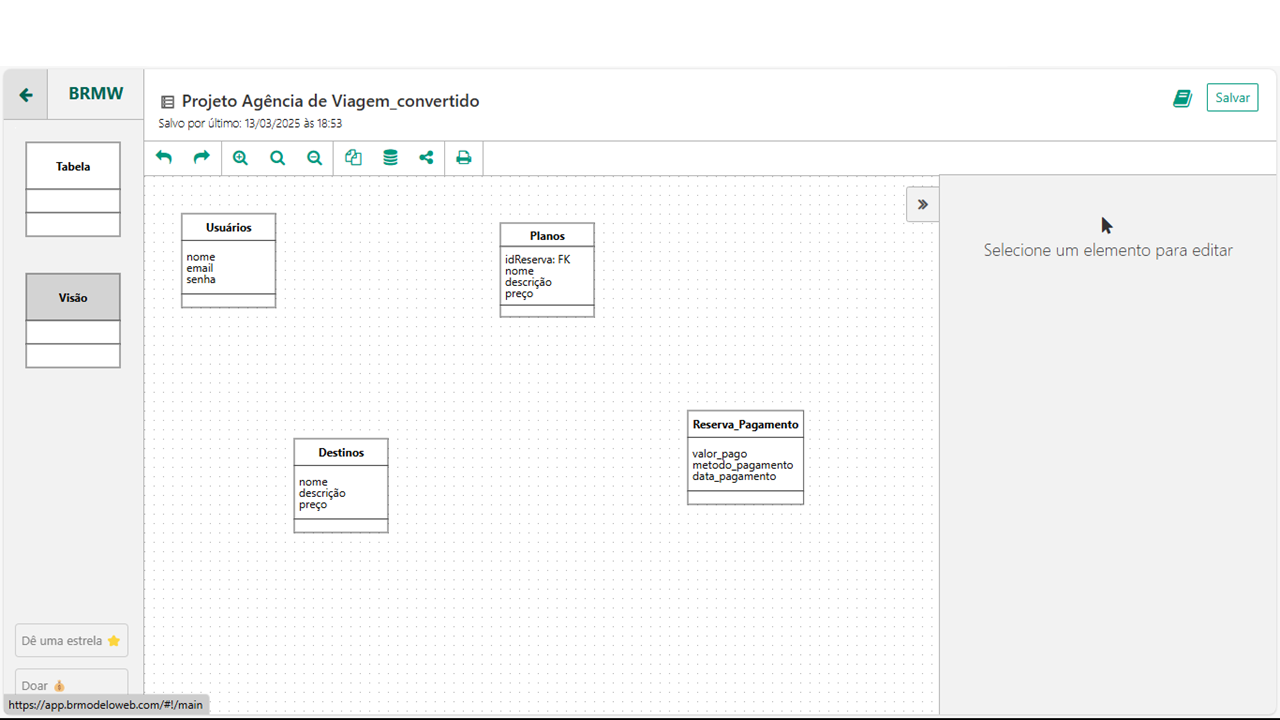 BRMW
Projeto Agência de Viagem_convertido
Salvo por último: 13/03/2025 às 18:53
Salvar
Tabela
Visão
Usuários
nome
email
senha
Planos
idReserva: FK
nome
descrição
preço
Destinos
nome
descrição
preço
Reserva_Pagamento
valor_pago
metodo_pagamento
data_pagamento
Selecione um elemento para editar
Dê uma estrela
Doar
https://app.brmodeloweb.com/#!/main